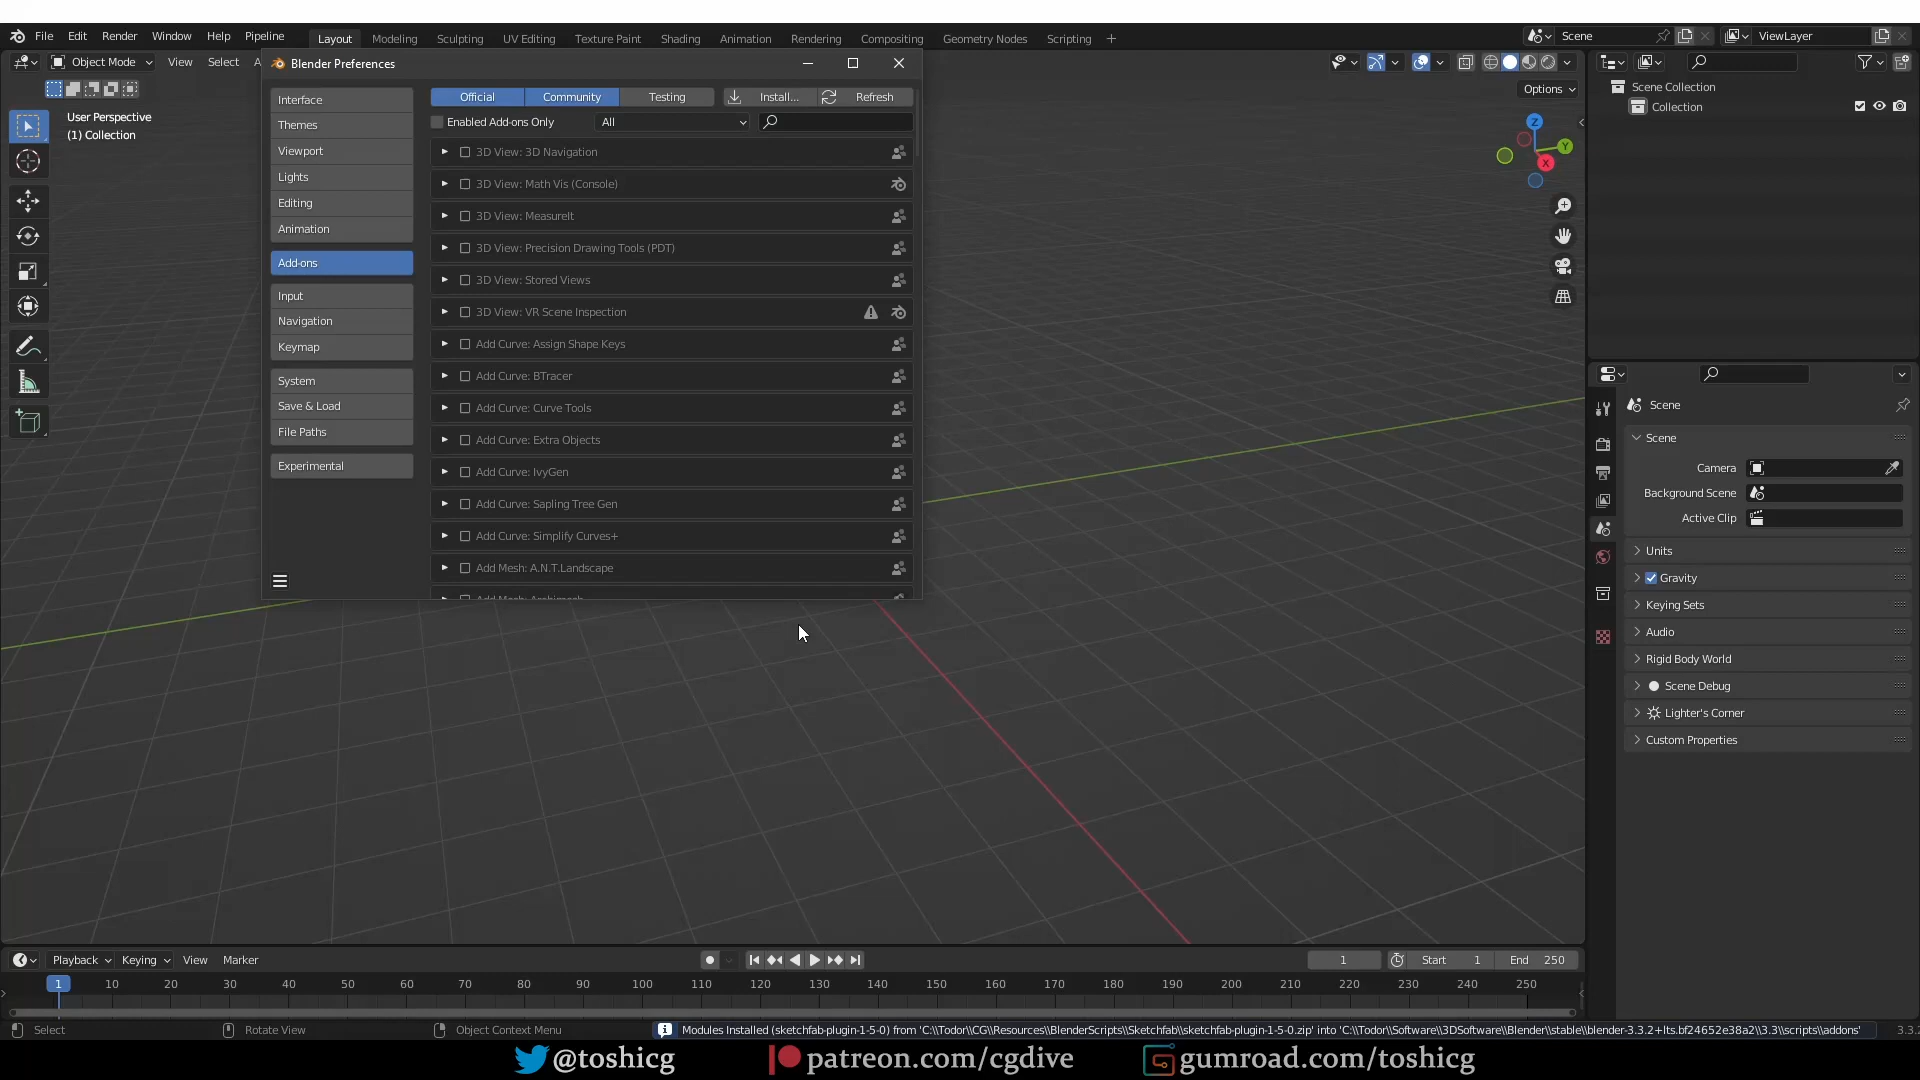 File Edit Render Window Help Pipeline Layout Modeling Sculpting UV Editing Texture Paint Shading Animation Rendering Compositing Geometry Nodes Scripting + Scene ViewLayer
Object Mode View Select A
Options
User Perspective
(1) Collection
Blender Preferences
Interface
Themes
Viewport
Lights
Editing
Animation
Add-ons
Input
Navigation
Keymap
System
Save & Load
File Paths
Experimental
Official Community Testing Install... Refresh
Enabled Add-ons Only All
3D View: 3D Navigation
3D View: Math Vis (Console)
3D View: MeasureIt
3D View: Precision Drawing Tools (PDT)
3D View: Stored Views
3D View: VR Scene Inspection
Add Curve: Assign Shape Keys
Add Curve: BTracer
Add Curve: Curve Tools
Add Curve: Extra Objects
Add Curve: IvyGen
Add Curve: Sapling Tree Gen
Add Curve: Simplify Curves+
Add Mesh: A.N.T.Landscape
Z
Y
X
Scene Collection
Collection
Scene
Scene
Camera
Background Scene
Active Clip
Units
Gravity
Keying Sets
Audio
Rigid Body World
Scene Debug
Lighter's Corner
Custom Properties
Playback Keying View Marker 1 Start 1 End 250
1 10 20 30 40 50 60 70 80 90 100 110 120 130 140 150 160 170 180 190 200 210 220 230 240 250
Select Rotate View Object Context Menu Modules Installed (sketchfab-plugin-1-5-0) from 'C:\\Todor\\CG\\Resources\\BlenderScripts\\Sketchfab\\sketchfab-plugin-1-5-0.zip' into 'C:\\Todor\\Software\\3DSoftware\\Blender\\stable\\blender-3.3.2+lts.bf24652e38a2\\3.3\\scripts\\addons' 3.3.2
@toshicg patreon.com/cgdive gumroad.com/toshicg